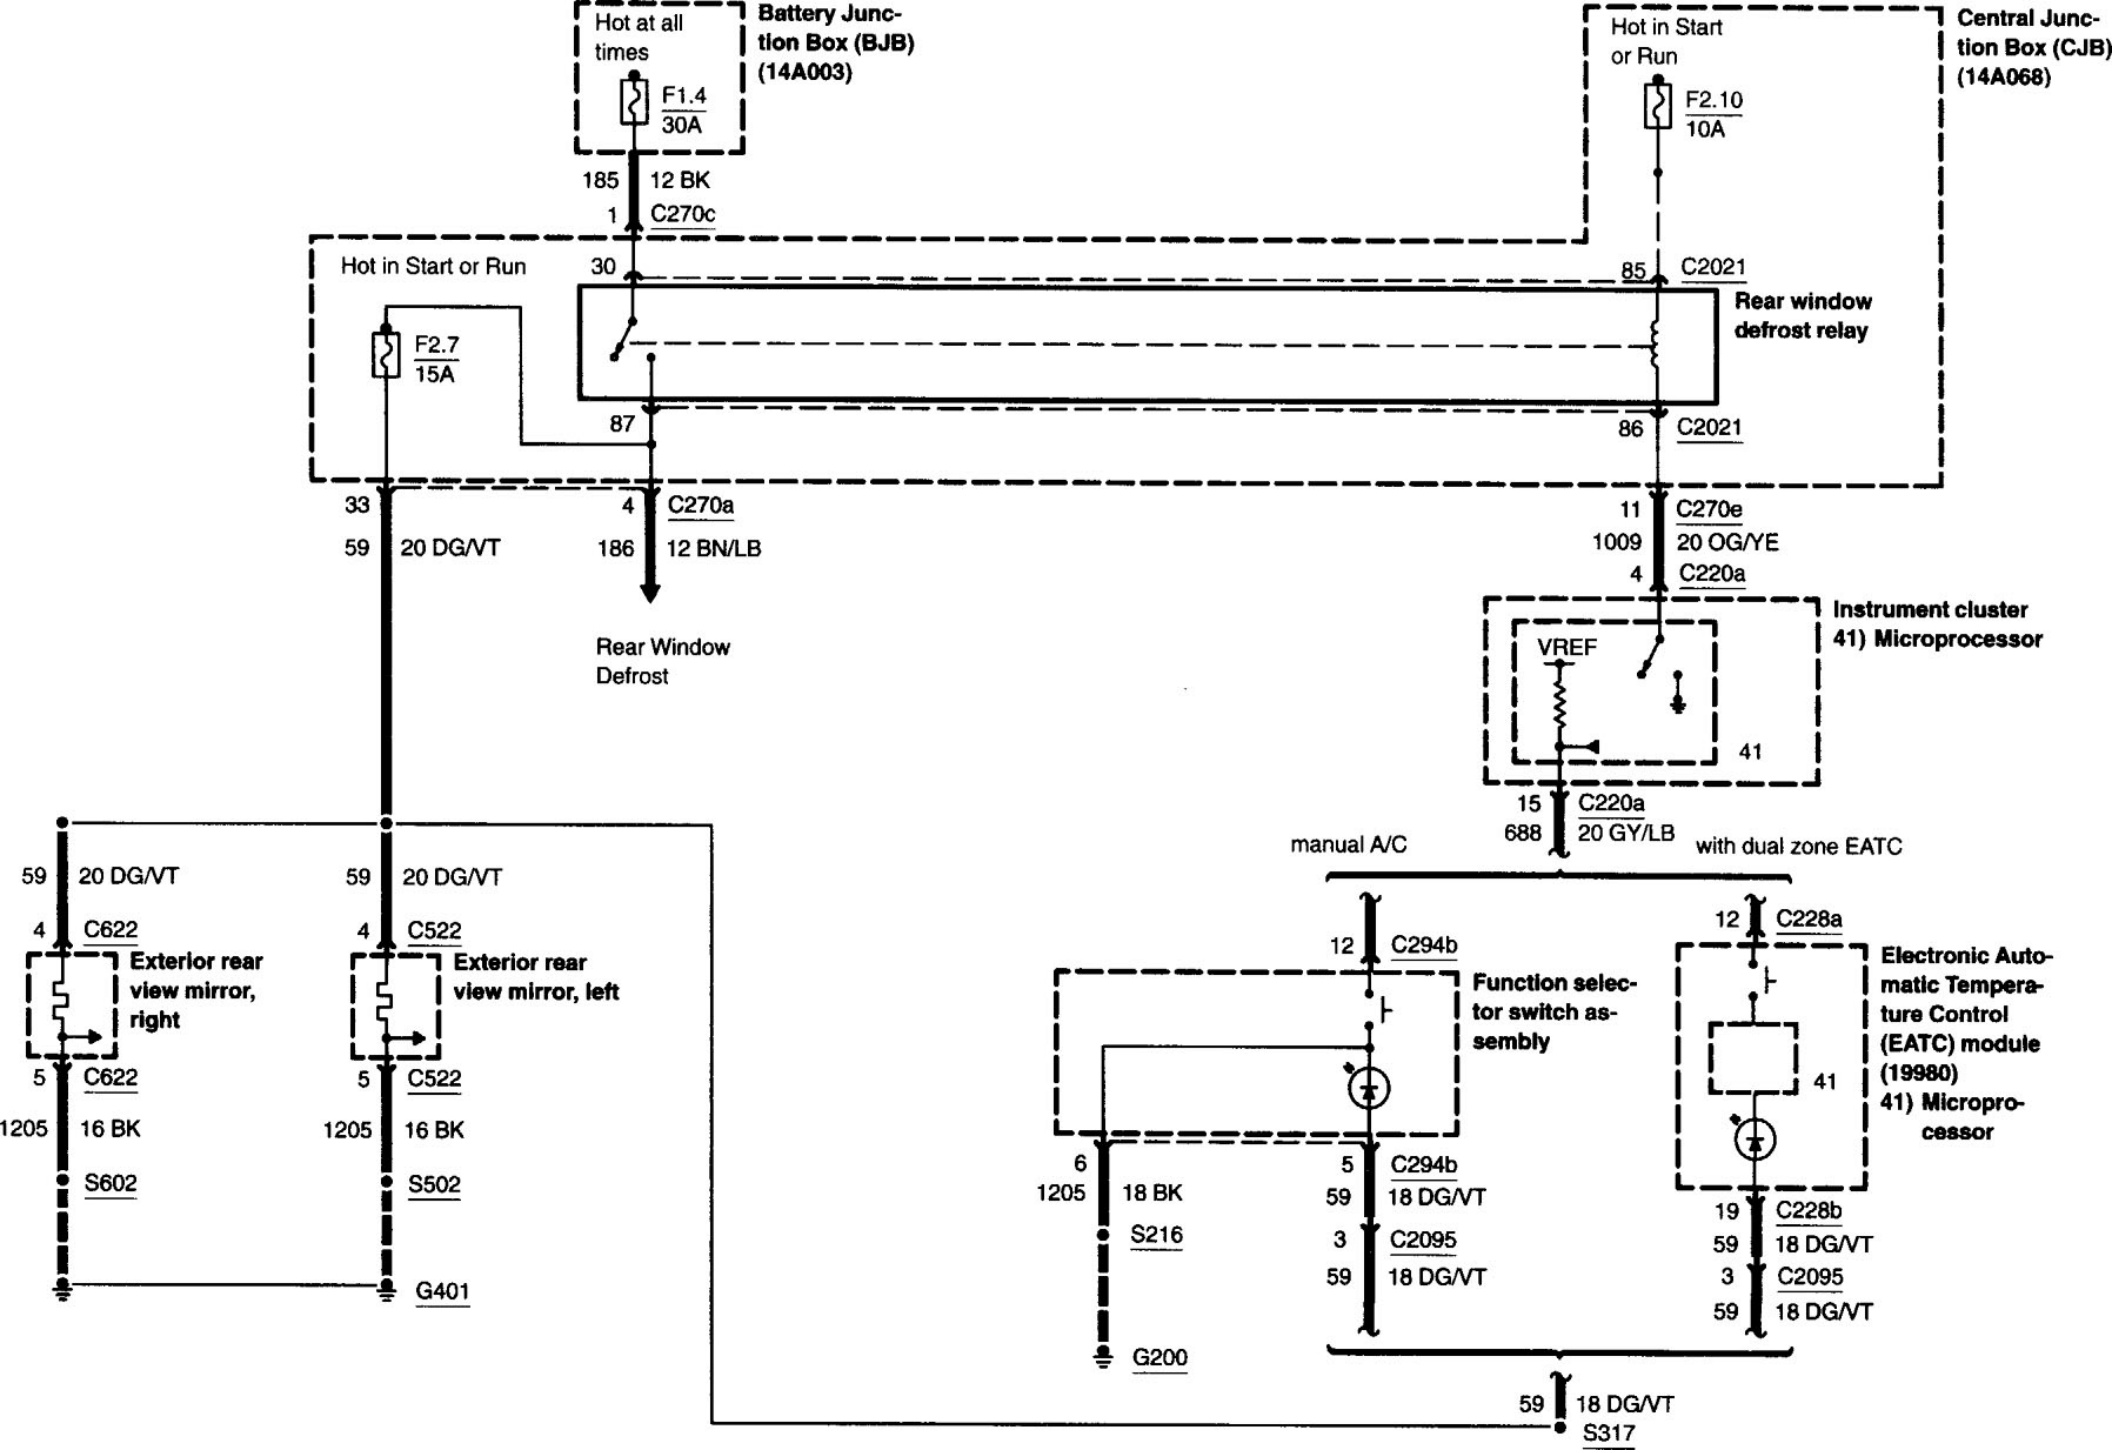 Hot at all
times
F1.4
30A
Battery Junc-
tion Box (BJB)
(14A003)
Hot in Start
or Run
F2.10
10A
Central Junc-
tion Box (CJB)
(14A068)
185 12 BK
1 C270c
Hot in Start or Run
30
85 C2021
Rear window
defrost relay
F2.7
15A
87
86 C2021
33
4 C270a
11 C270e
59 20 DG/VT
186 12 BN/LB
1009 20 OG/YE
4 C220a
Rear Window
Defrost
Instrument cluster
41) Microprocessor
VREF
41
15 C220a
688 20 GY/LB
manual A/C
with dual zone EATC
59 20 DG/VT
59 20 DG/VT
4 C622
4 C522
12 C294b
12 C228a
Exterior rear
view mirror,
right
Exterior rear
view mirror, left
Function selec-
tor switch as-
sembly
Electronic Auto-
matic Tempera-
ture Control
(EATC) module
(19980)
41) Micropro-
cessor
41
5 C622
5 C522
1205 16 BK
1205 16 BK
S602
S502
6
5 C294b
1205 18 BK
59 18 DG/VT
S216
3 C2095
59 18 DG/VT
19 C228b
59 18 DG/VT
3 C2095
59 18 DG/VT
G401
G200
59 18 DG/VT
S317